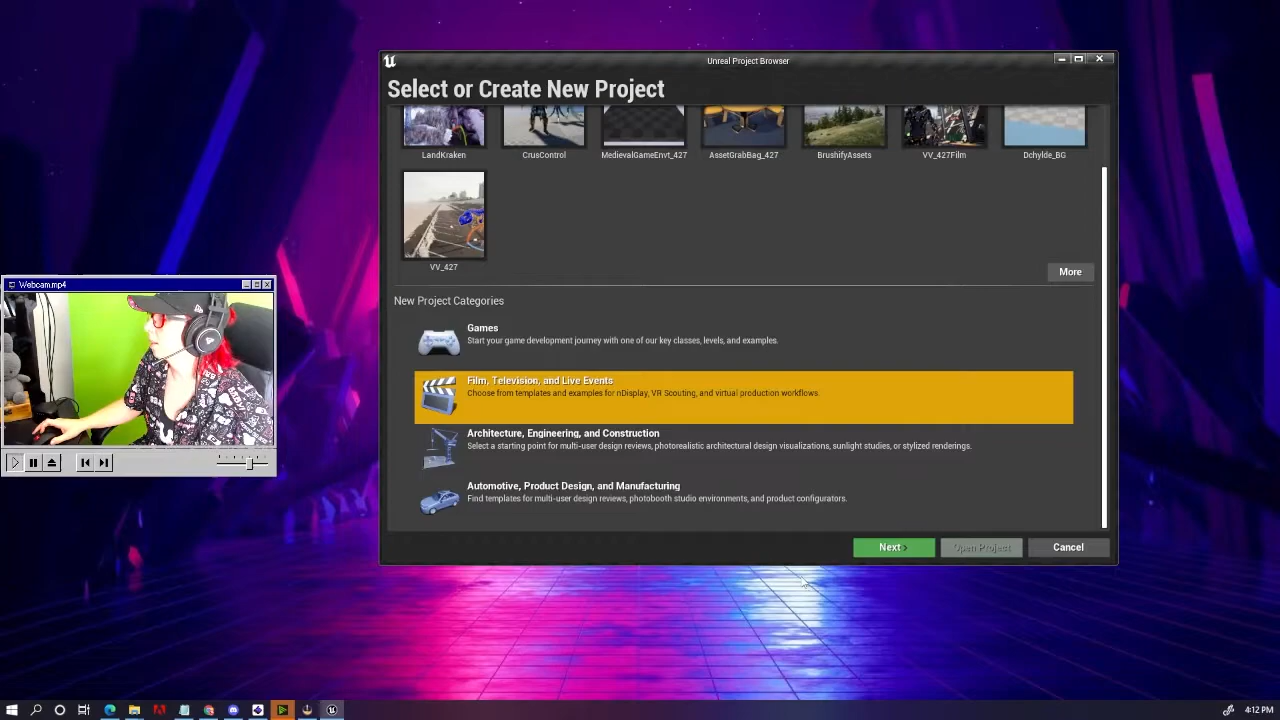 Unreal Project Browser
Select or Create New Project
LandKraken
CrusControl
MedievalGameEnvt_427
AssetGrabBag_427
BrushifyAssets
VV_427Film
Dchylde_BG
VV_427
More
New Project Categories
Games
Start your game development journey with one of our key classes, levels, and examples.
Film, Television, and Live Events
Choose from templates and examples for nDisplay, VR Scouting, and virtual production workflows.
Architecture, Engineering, and Construction
Select a starting point for multi-user design reviews, photorealistic architectural design visualizations, sunlight studies, or stylized renderings.
Automotive, Product Design, and Manufacturing
Find templates for multi-user design reviews, photobooth studio environments, and product configurators.
Next >
Open Project
Cancel
Webcam.mp4
4:12 PM